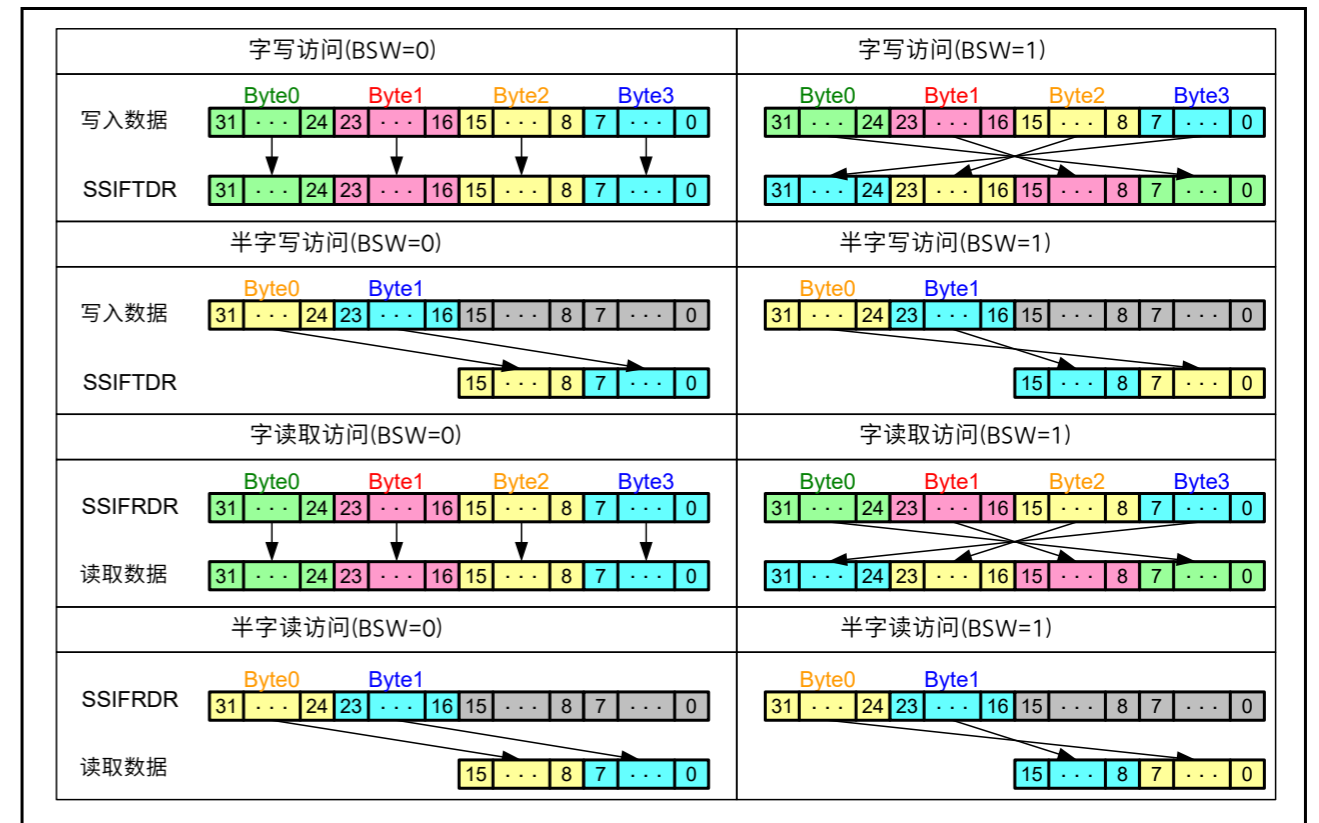 字写访问(BSW=0) 字写访问(BSW=1)
Byte0 Byte1 Byte2 Byte3 Byte0 Byte1 Byte2 Byte3
写入数据 31 ··· 24 23 ··· 16 15 ··· 8 7 ··· 0 31 ··· 24 23 ··· 16 15 ··· 8 7 ··· 0
SSIFTDR 31 ··· 24 23 ··· 16 15 ··· 8 7 ··· 0 31 ··· 24 23 ··· 16 15 ··· 8 7 ··· 0
半字写访问(BSW=0) 半字写访问(BSW=1)
Byte0 Byte1 Byte0 Byte1
写入数据 31 ··· 24 23 ··· 16 15 ··· 8 7 ··· 0 31 ··· 24 23 ··· 16 15 ··· 8 7 ··· 0
SSIFTDR 15 ··· 8 7 ··· 0 15 ··· 8 7 ··· 0
字读取访问(BSW=0) 字读取访问(BSW=1)
Byte0 Byte1 Byte2 Byte3 Byte0 Byte1 Byte2 Byte3
SSIFRDR 31 ··· 24 23 ··· 16 15 ··· 8 7 ··· 0 31 ··· 24 23 ··· 16 15 ··· 8 7 ··· 0
读取数据 31 ··· 24 23 ··· 16 15 ··· 8 7 ··· 0 31 ··· 24 23 ··· 16 15 ··· 8 7 ··· 0
半字读访问(BSW=0) 半字读访问(BSW=1)
Byte0 Byte1 Byte0 Byte1
SSIFRDR 31 ··· 24 23 ··· 16 15 ··· 8 7 ··· 0 31 ··· 24 23 ··· 16 15 ··· 8 7 ··· 0
读取数据 15 ··· 8 7 ··· 0 15 ··· 8 7 ··· 0